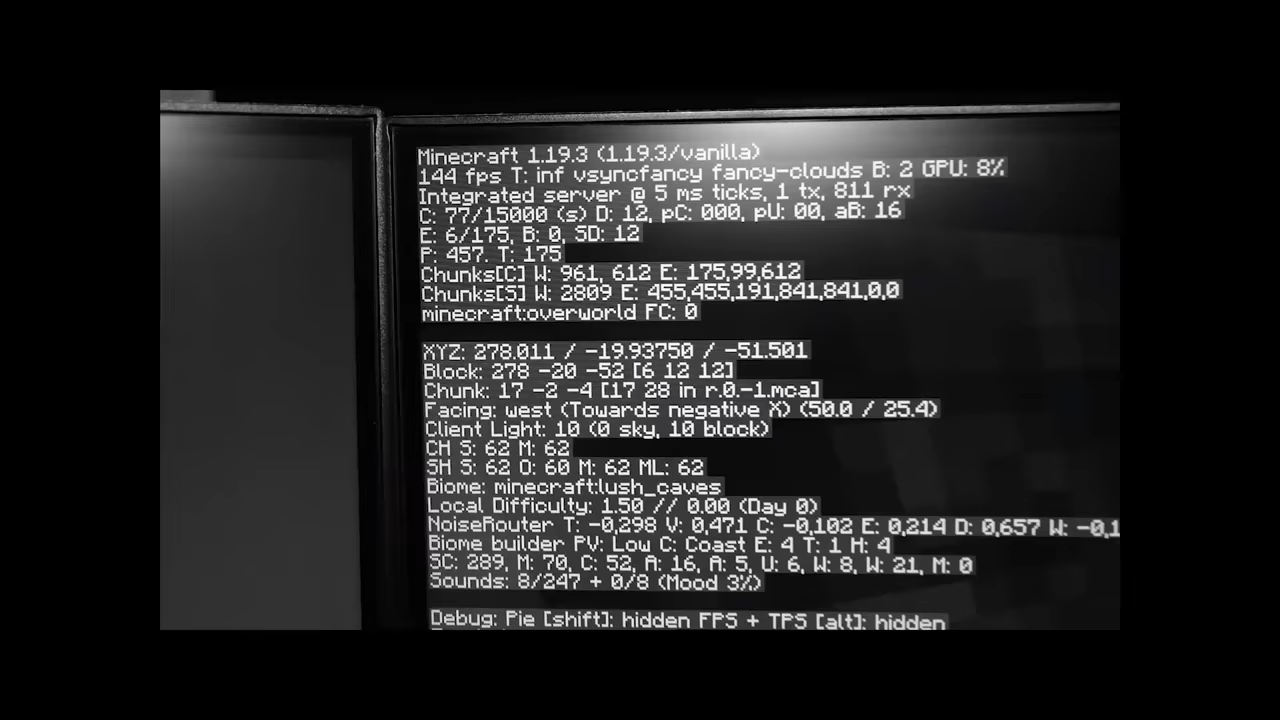 Minecraft 1.19.3 (1.19.3/vanilla)
144 fps T: inf vsyncfancy fancy-clouds B: 2 GPU: 8%
Integrated server @ 5 ms ticks, 1 tx, 811 rx
C: 77/15000 (s) D: 12, pC: 000, pU: 00, aB: 16
E: 6/175, B: 0, SD: 12
P: 457. T: 175
Chunks[C] W: 961, 612 E: 175,99,612
Chunks[S] W: 2809 E: 455,455,191,841,841,0,0
minecraft:overworld FC: 0
XYZ: 278.011 / -19.93750 / -51.501
Block: 278 -20 -52 [6 12 12]
Chunk: 17 -2 -4 [17 28 in r.0.-1.mca]
Facing: west (Towards negative X) (50.0 / 25.4)
Client Light: 10 (0 sky, 10 block)
CH S: 62 M: 62
SH S: 62 O: 60 M: 62 ML: 62
Biome: minecraft:lush_caves
Local Difficulty: 1.50 // 0.00 (Day 0)
NoiseRouter T: -0,298 V: 0,471 C: -0,102 E: 0,214 D: 0,657 W: -0,1
Biome builder PV: Low C: Coast E: 4 T: 1 H: 4
SC: 289, M: 70, C: 52, A: 16, A: 5, U: 6, W: 8, W: 21, M: 0
Sounds: 8/247 + 0/8 (Mood 3%)
Debug: Pie [shift]: hidden FPS + TPS [alt]: hidden